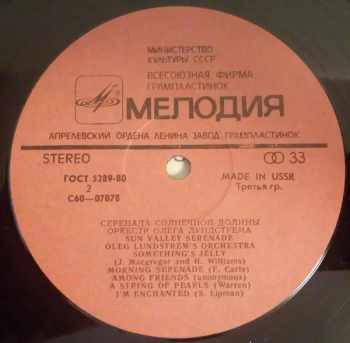 МИНИСТЕРСТВО
КУЛЬТУРЫ СССР
ВСЕСОЮЗНАЯ ФИРМА
ГРАМПЛАСТИНОК
МЕЛОДИЯ
АПРЕЛЕВСКИЙ ОРДЕНА ЛЕНИНА ЗАВОД ГРАМПЛАСТИНОК
STEREO
33
ГОСТ 5289-80
MADE IN USSR
2
Третья гр.
С60—07078
СЕРЕНАДА СОЛНЕЧНОЙ ДОЛИНЫ
ОРКЕСТР ОЛЕГА ЛУНДСТРЕМА
SUN VALLEY SERENADE
OLEG LUNDSTREM'S ORCHESTRA
SOMETHING'S JELLY
(J. Macgregor and H. Williams)
MORNING SERENADE (F. Carle)
AMONG FRIENDS (anonymous)
A STRING OF PEARLS (Warren)
I'M ENCHANTED (S. Lipman)